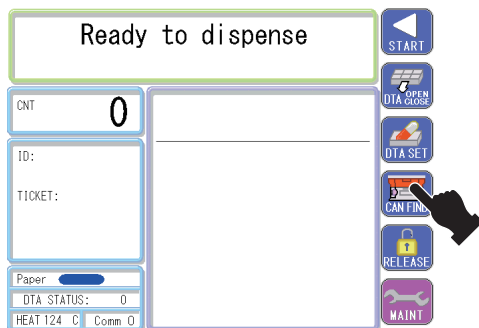 Ready to dispense
START
DTA OPEN CLOSE
CNT 0
DTA SET
ID:
TICKET:
CAN FIND
RELEASE
Paper
DTA STATUS: 0
HEAT 124 C Comm 0
MAINT